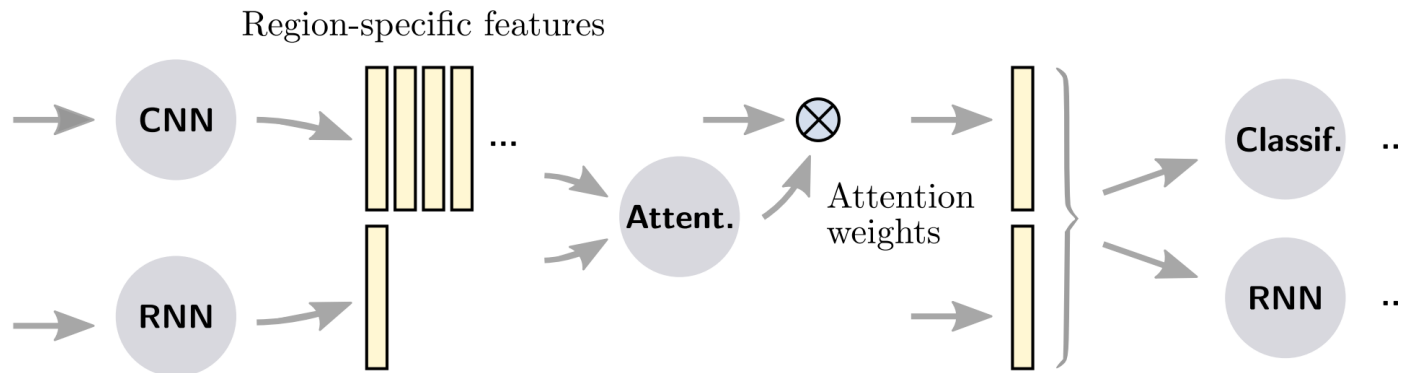 Region-specific features
CNN
...
Attent.
RNN
Attention
weights
Classif.
..
RNN
..